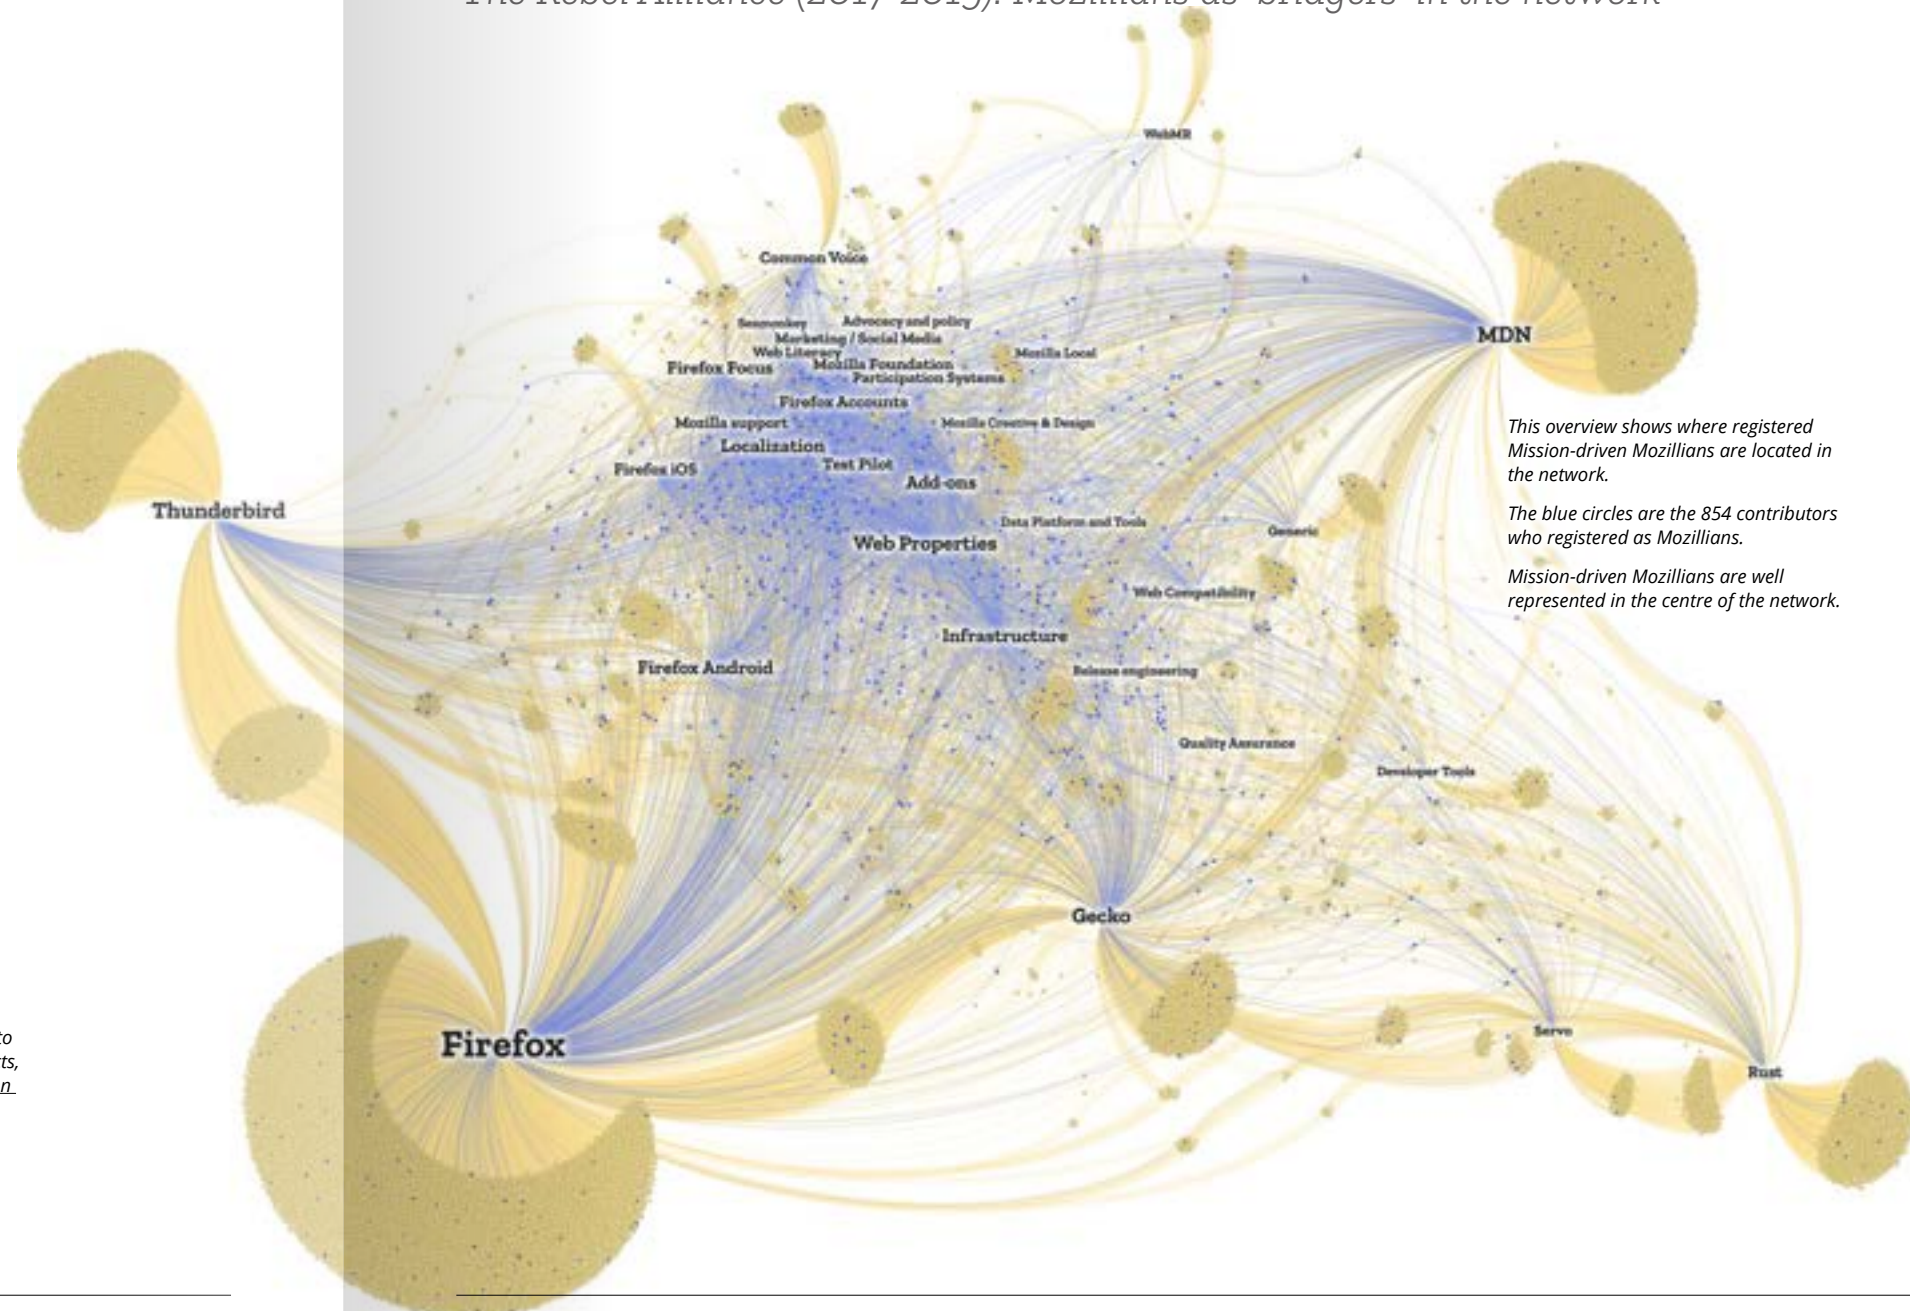 The Rebel Alliance (2017-2019): Mozillians as 'bridgers' in the network
WebMR
Common Voice
Seamonkey
Advocacy and policy
Marketing / Social Media
Web Literacy
Mozilla Local
Firefox Focus
Mozilla Foundation
Participation Systems
MDN
Firefox Accounts
Mozilla support
Mozilla Creative & Design
Localization
Firefox iOS
Test Pilot
Add-ons
Thunderbird
Data Platform and Tools
Generic
Web Properties
Web Compatibility
Infrastructure
Firefox Android
Release engineering
Quality Assurance
Developer Tools
Gecko
Servo
Firefox
Rust
This overview shows where registered
Mission-driven Mozillians are located in
the network.
The blue circles are the 854 contributors
who registered as Mozillians.
Mission-driven Mozillians are well
represented in the centre of the network.
to